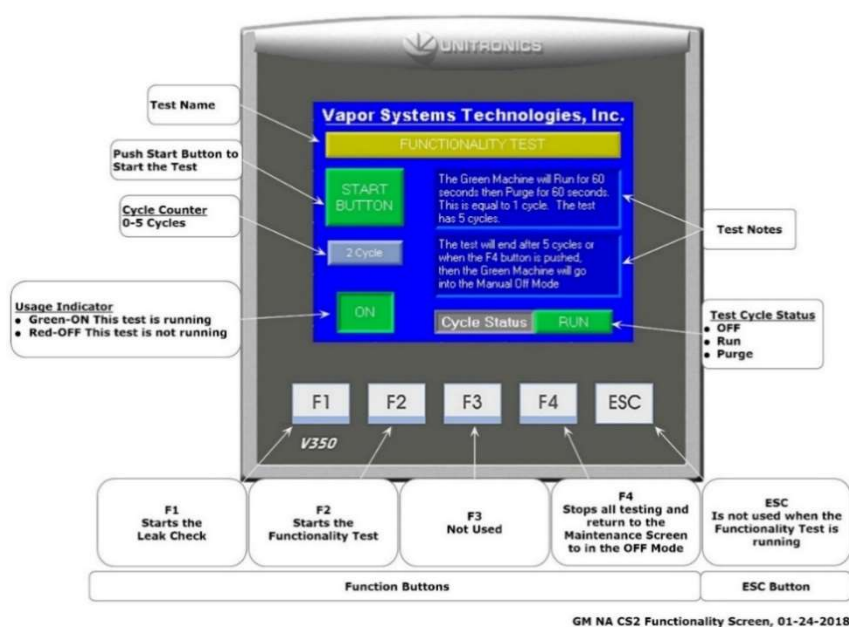 UNITRONICS
Test Name
Vapor Systems Technologies, Inc.
FUNCTIONALITY TEST
Push Start Button to
Start the Test
START
BUTTON
The Green Machine will Run for 60
seconds then Purge for 60 seconds.
This is equal to 1 cycle. The test
has 5 cycles.
Cycle Counter
0-5 Cycles
2 Cycle
The test will end after 5 cycles or
when the F4 button is pushed,
then the Green Machine will go
into the Manual Off Mode
Test Notes
Usage Indicator
• Green-ON This test is running
• Red-OFF This test is not running
ON
Cycle Status
RUN
Test Cycle Status
• OFF
• Run
• Purge
F1
F2
F3
F4
ESC
V350
F1
Starts the
Leak Check
F2
Starts the
Functionality Test
F3
Not Used
F4
Stops all testing and
return to the
Maintenance Screen
to in the OFF Mode
ESC
Is not used when the
Functionality Test is
running
Function Buttons
ESC Button
GM NA CS2 Functionality Screen, 01-24-2018